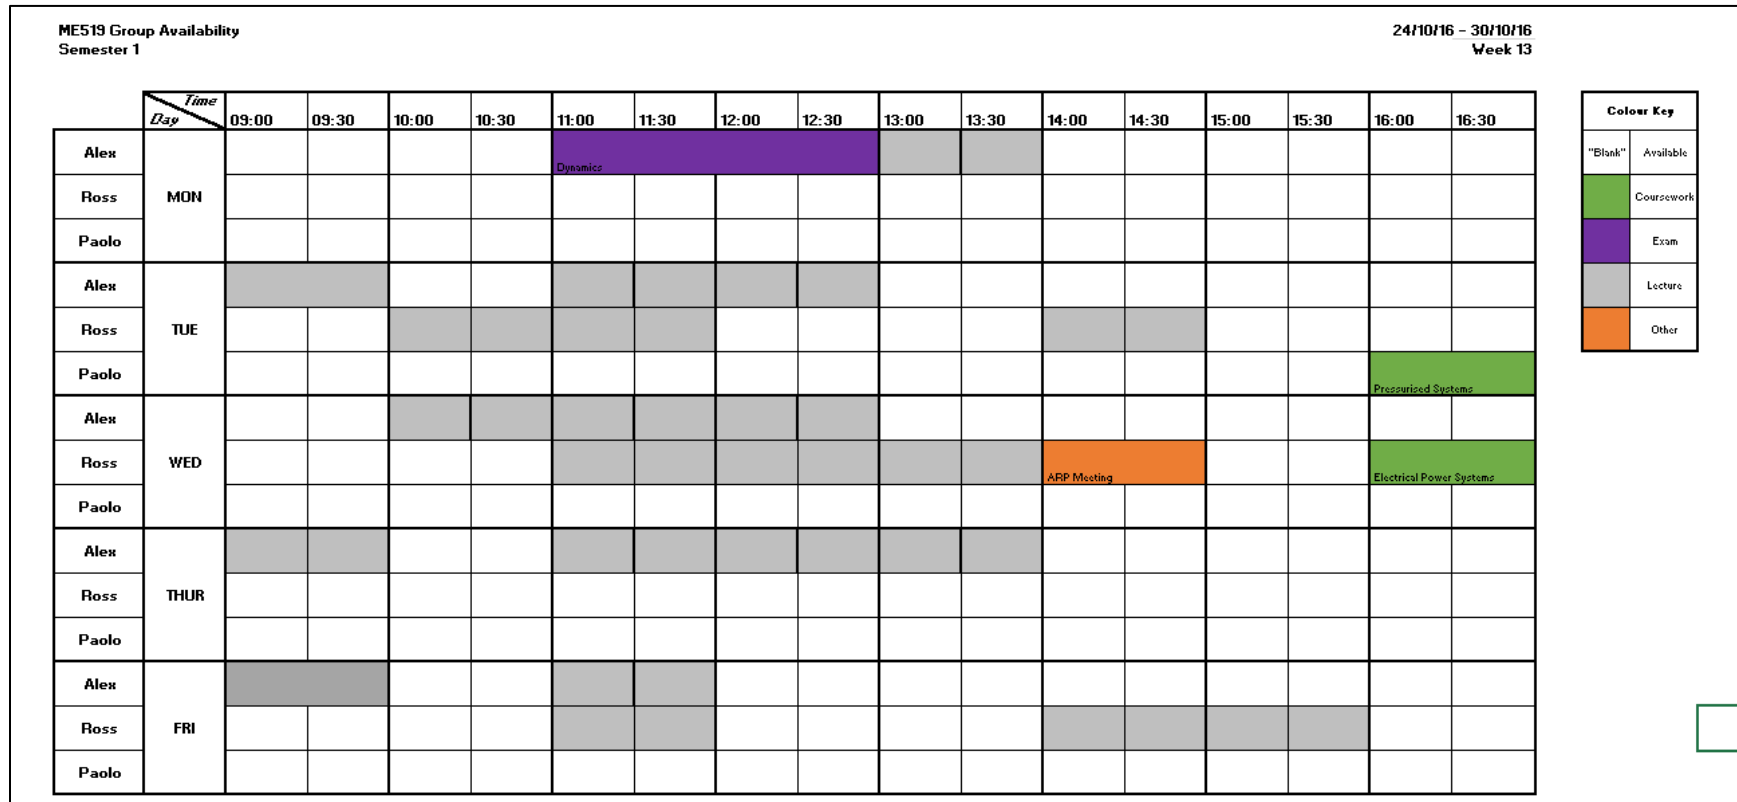 ME519 Group Availability
24/10/16 - 30/10/16
Semester 1
Week 13
Time
Day 09:00 09:30 10:00 10:30 11:00 11:30 12:00 12:30 13:00 13:30 14:00 14:30 15:00 15:30 16:00 16:30
Colour Key
Alex
Dynamics
"Blank" Available
Ross MON
Coursework
Paolo
Exam
Alex
Lecture
Ross TUE
Other
Paolo
Pressurised Systems
Alex
Ross WED
ARP Meeting Electrical Power Systems
Paolo
Alex
Ross THUR
Paolo
Alex
Ross FRI
Paolo